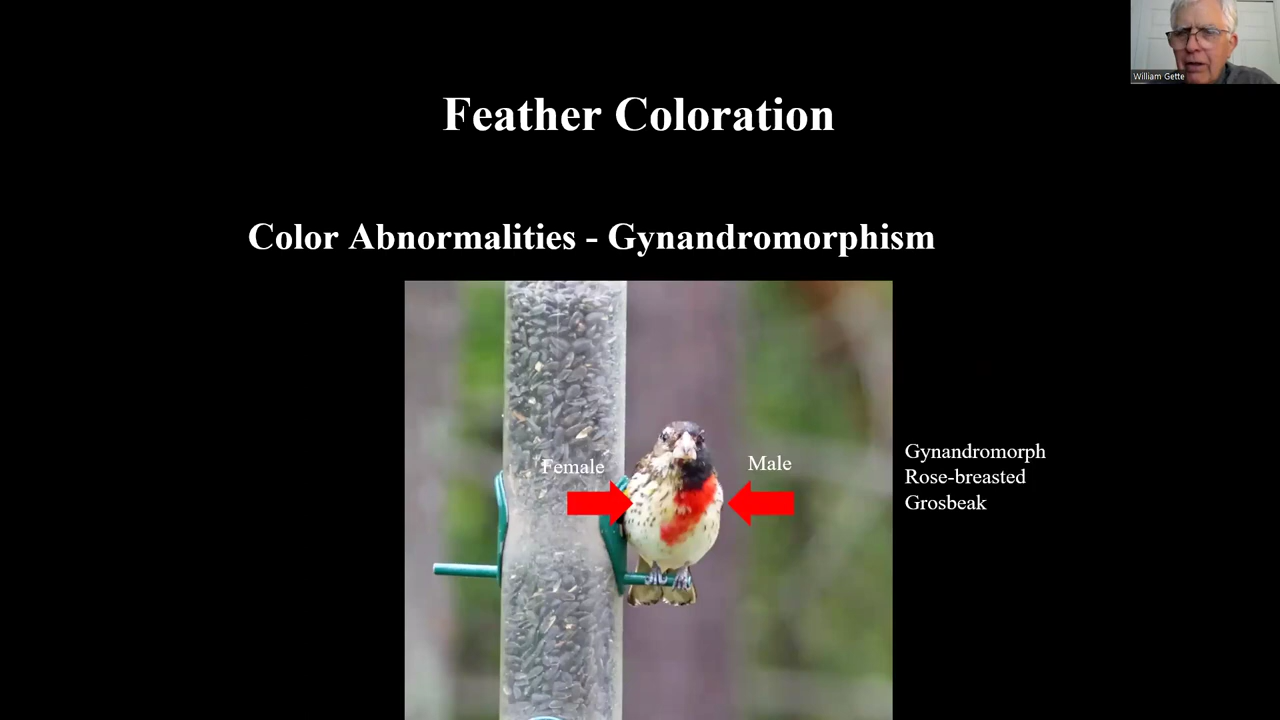 William Gette
Feather Coloration
Color Abnormalities - Gynandromorphism
Female
Male
Gynandromorph
Rose-breasted
Grosbeak